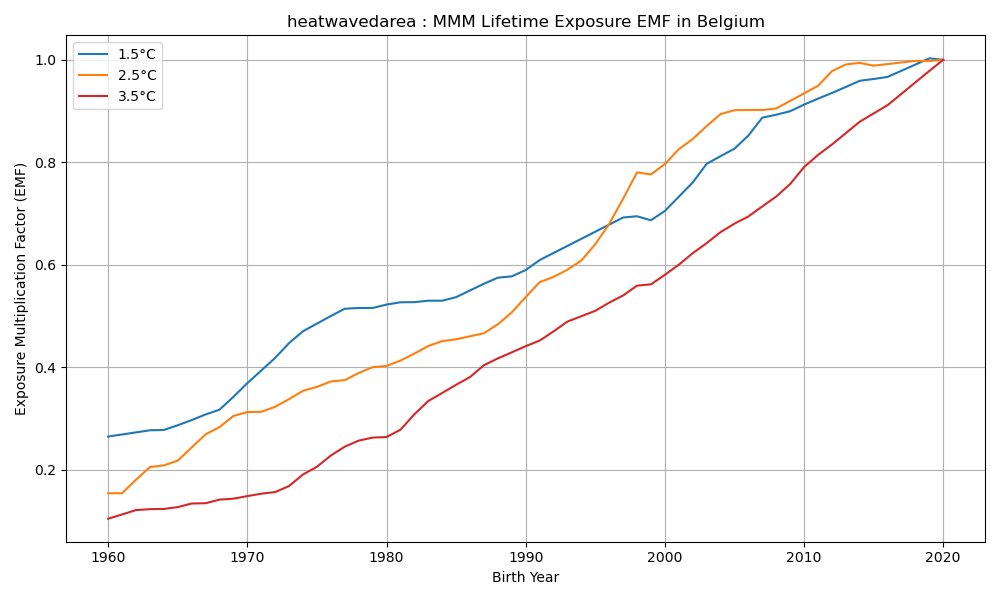 heatwavedarea : MMM Lifetime Exposure EMF in Belgium
1.5°C
2.5°C
3.5°C
Exposure Multiplication Factor (EMF)
1.0
0.8
0.6
0.4
0.2
1960 1970 1980 1990 2000 2010 2020
Birth Year